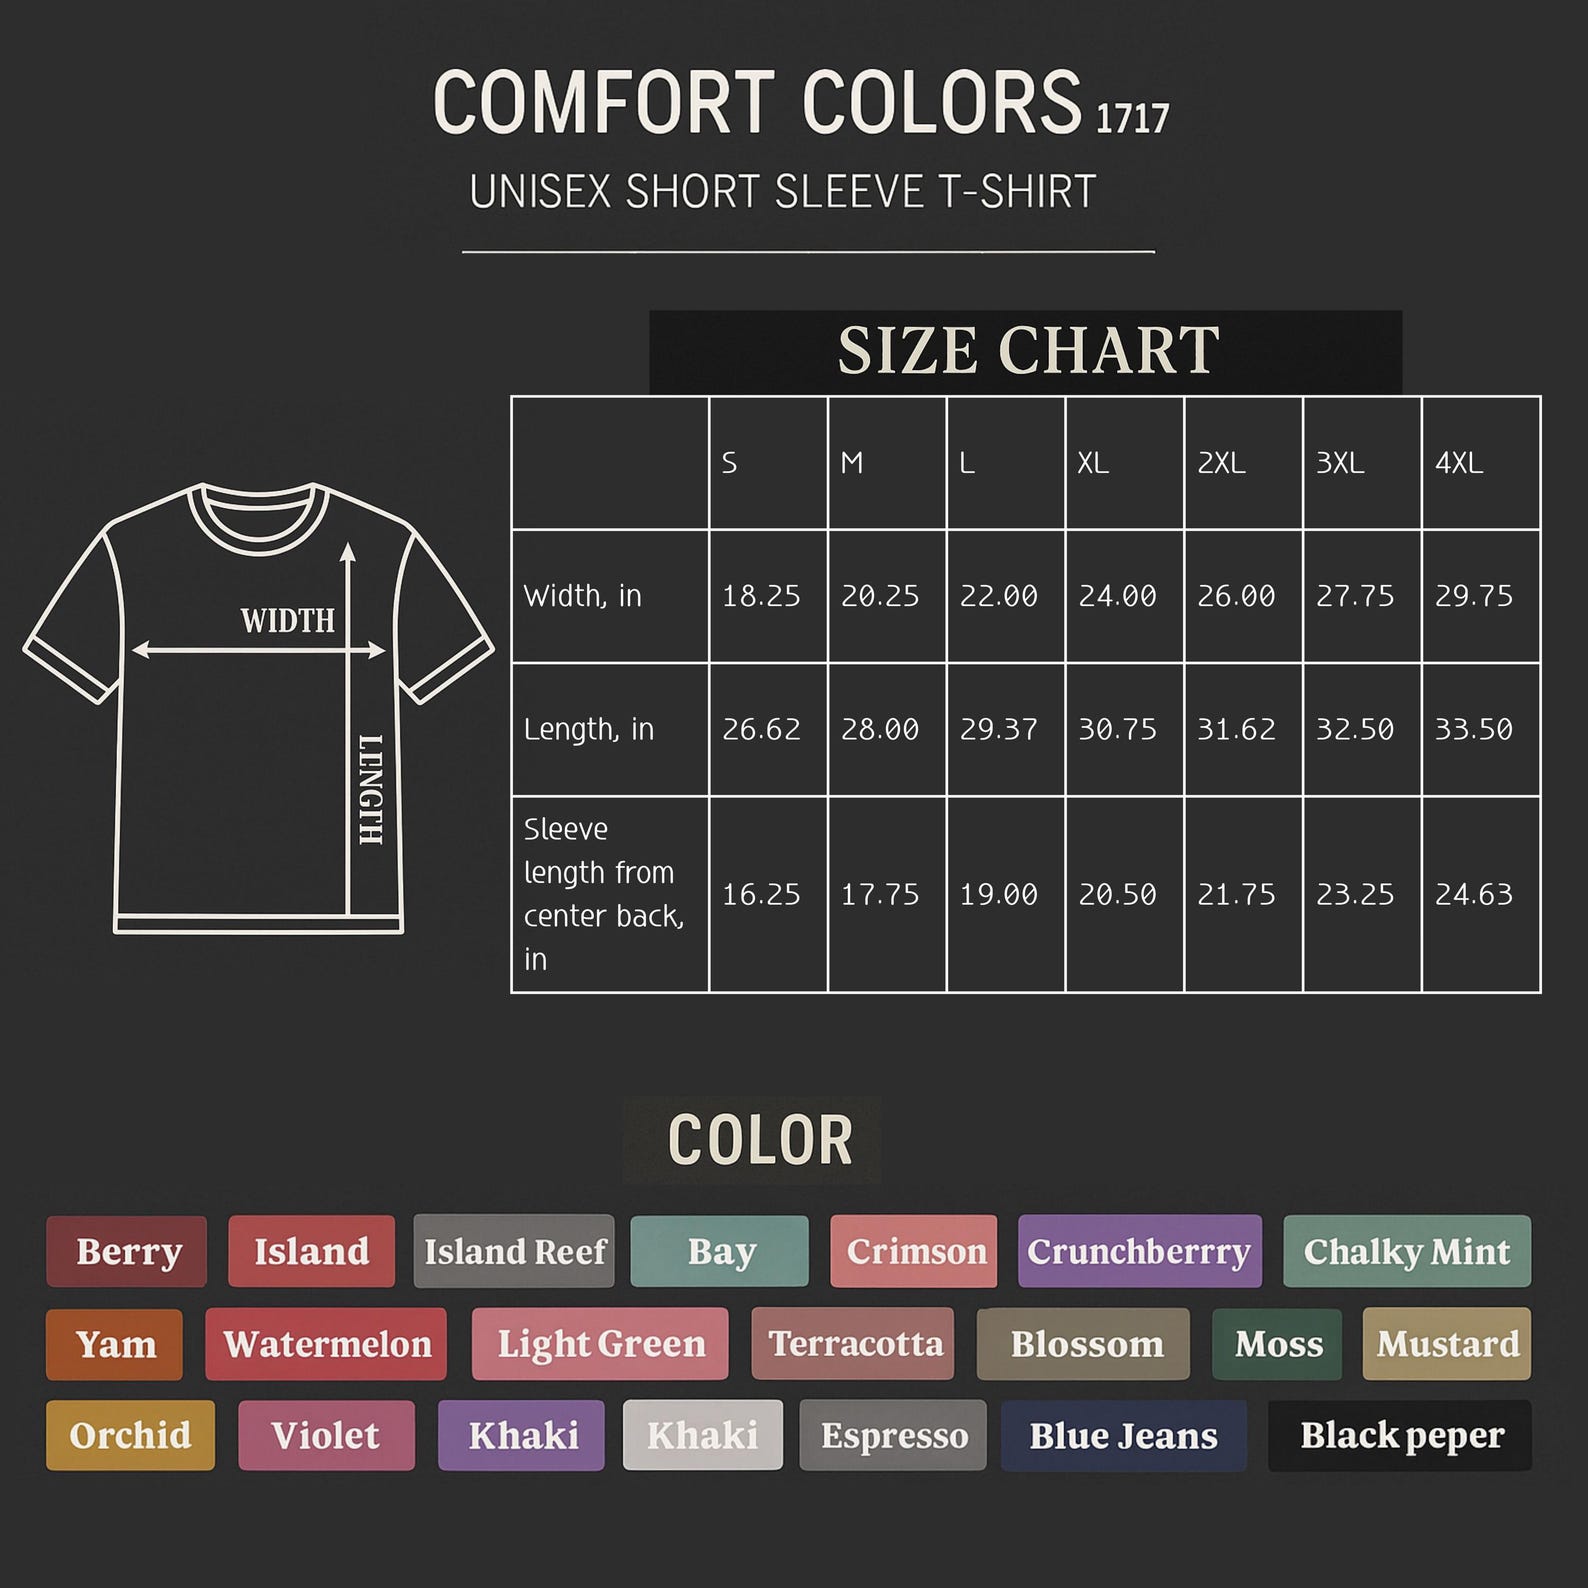 COMFORT COLORS 1717
UNISEX SHORT SLEEVE T-SHIRT
SIZE CHART
S M L XL 2XL 3XL 4XL
Width, in 18.25 20.25 22.00 24.00 26.00 27.75 29.75
Length, in 26.62 28.00 29.37 30.75 31.62 32.50 33.50
Sleeve
length from
center back,
in
16.25 17.75 19.00 20.50 21.75 23.25 24.63
WIDTH
LENGTH
COLOR
Berry Island Island Reef Bay Crimson Crunchberrry Chalky Mint
Yam Watermelon Light Green Terracotta Blossom Moss Mustard
Orchid Violet Khaki Khaki Espresso Blue Jeans Black peper